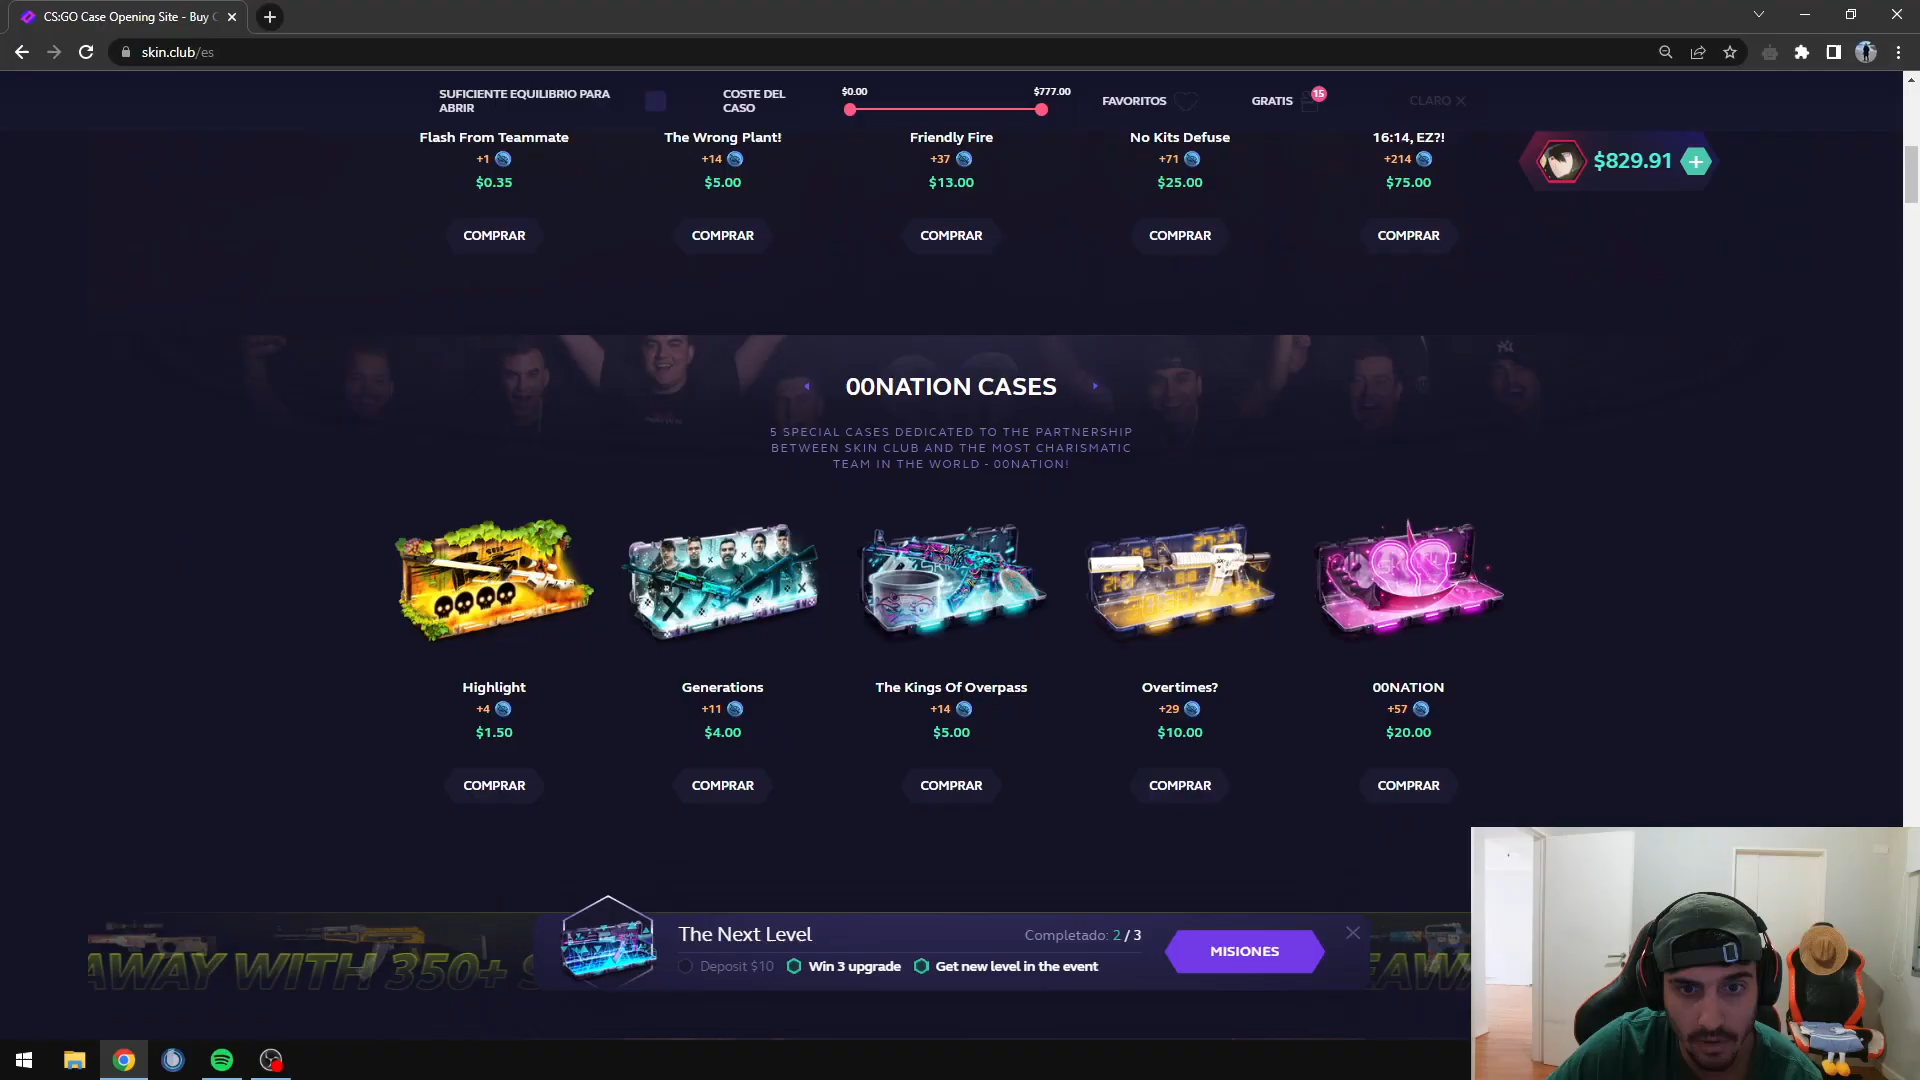 CS:GO Case Opening Site - Buy C
skin.club/es
SUFICIENTE EQUILIBRIO PARA
ABRIR
COSTE DEL
CASO
$0.00
$777.00
FAVORITOS
GRATIS
15
CLARO
Flash From Teammate
The Wrong Plant!
Friendly Fire
No Kits Defuse
16:14, EZ?!
+1
+14
+37
+71
+214
$829.91
$0.35
$5.00
$13.00
$25.00
$75.00
COMPRAR
COMPRAR
COMPRAR
COMPRAR
COMPRAR
00NATION CASES
5 SPECIAL CASES DEDICATED TO THE PARTNERSHIP
BETWEEN SKIN CLUB AND THE MOST CHARISMATIC
TEAM IN THE WORLD - 00NATION!
Highlight
Generations
The Kings Of Overpass
Overtimes?
00NATION
+4
+11
+14
+29
+57
$1.50
$4.00
$5.00
$10.00
$20.00
COMPRAR
COMPRAR
COMPRAR
COMPRAR
COMPRAR
AWAY WITH 350+ S
The Next Level
Completado: 2 / 3
Deposit $10
Win 3 upgrade
Get new level in the event
MISIONES
EAWA